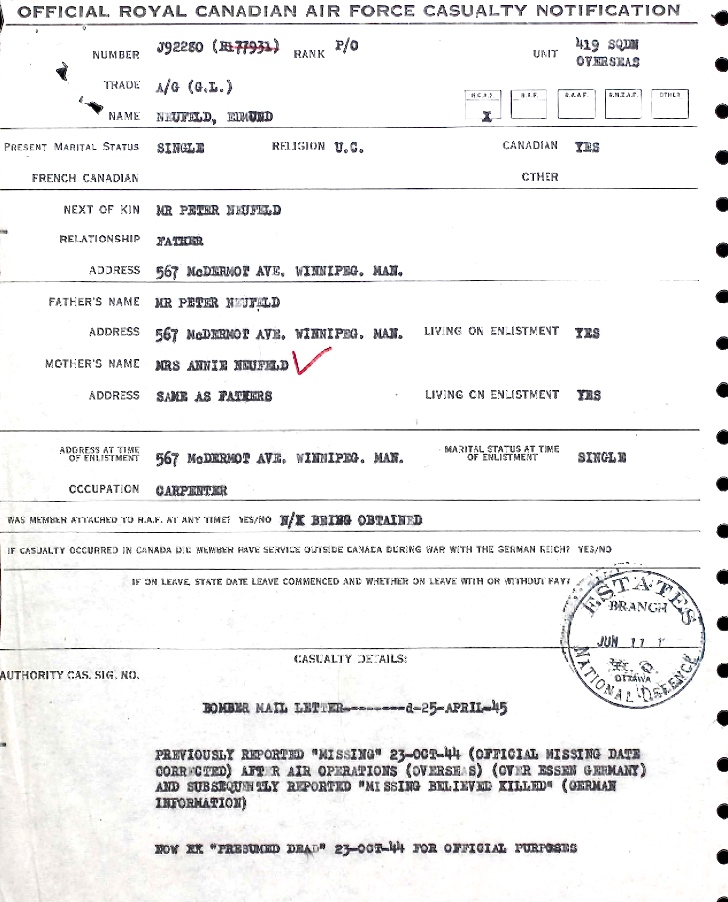 OFFICIAL ROYAL CANADIAN AIR FORCE CASUALTY NOTIFICATION
NUMBER J92280 (R177931) RANK P/O UNIT 419 SQDN
OVERSEAS
TRADE A/G (G.L.)
R.C.A.F. R.A.F. R.A.A.F. R.N.Z.A.F. OTHER
NAME NEUFELD, EDMUND X
PRESENT MARITAL STATUS SINGLE RELIGION U.C. CANADIAN YES
FRENCH CANADIAN OTHER
NEXT OF KIN MR PETER NEUFELD
RELATIONSHIP FATHER
ADDRESS 567 McDERMOT AVE. WINNIPEG. MAN.
FATHER'S NAME MR PETER NEUFELD
ADDRESS 567 McDERMOT AVE. WINNIPEG. MAN. LIVING ON ENLISTMENT YES
MOTHER'S NAME MRS ANNIE NEUFELD
ADDRESS SAME AS FATHERS LIVING ON ENLISTMENT YES
ADDRESS AT TIME
OF ENLISTMENT 567 McDERMOT AVE. WINNIPEG. MAN. MARITAL STATUS AT TIME
OF ENLISTMENT SINGLE
OCCUPATION CARPENTER
WAS MEMBER ATTACHED TO R.A.F. AT ANY TIME? YES/NO N/K BEING OBTAINED
IF CASUALTY OCCURRED IN CANADA DID MEMBER HAVE SERVICE OUTSIDE CANADA DURING WAR WITH THE GERMAN REICH? YES/NO
IF ON LEAVE, STATE DATE LEAVE COMMENCED AND WHETHER ON LEAVE WITH OR WITHOUT PAY?
ESTATES
BRANCH
JUN 11
H.Q.
OTTAWA
NATIONAL DEFENCE
CASUALTY DETAILS:
AUTHORITY CAS. SIG. NO.
BOMBER MAIL LETTER--------d-25-APRIL-45
PREVIOUSLY REPORTED "MISSING" 23-OCT-44 (OFFICIAL MISSING DATE
CORRECTED) AFTER AIR OPERATIONS (OVERSEAS) (OVER ESSEN GERMANY)
AND SUBSEQUENTLY REPORTED "MISSING BELIEVED KILLED" (GERMAN
INFORMATION)
NOW RK "PRESUMED DEAD" 23-OCT-44 FOR OFFICIAL PURPOSES